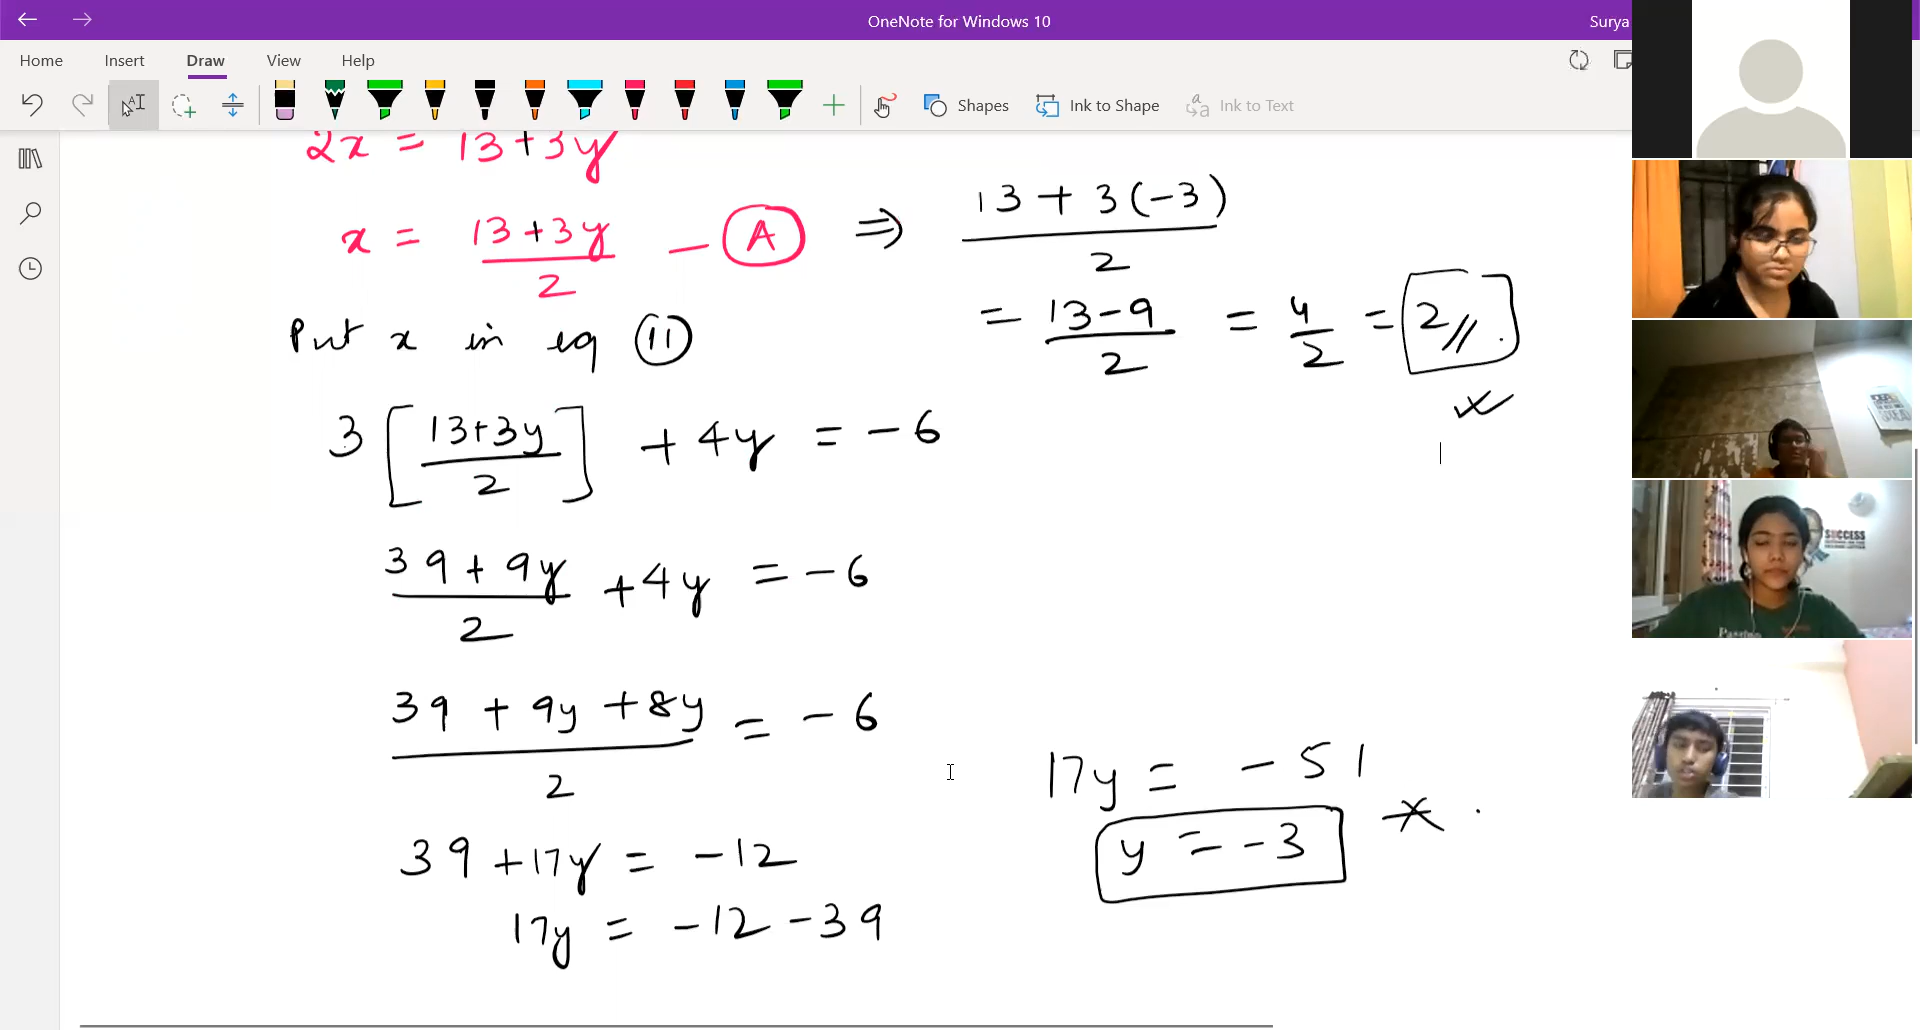 OneNote for Windows 10
Surya
Home Insert Draw View Help
Shapes Ink to Shape Ink to Text
2x = 13+3y
x = 13+3y/2 — A ⇒ 13 + 3(-3)/2
= 13-9/2 = 4/2 = 2//
Put x in eq 11
3[13+3y/2] + 4y = -6
39 + 9y/2 + 4y = -6
39 + 9y + 8y/2 = -6
39 + 17y = -12
17y = -12 - 39
17y = -51
y = -3
SUCCESS